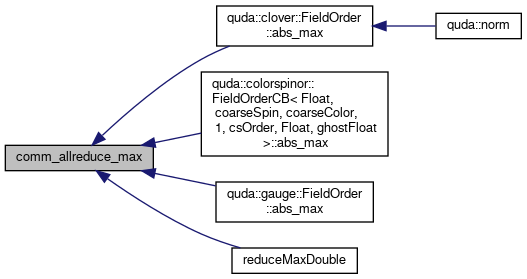 quda::clover::FieldOrder
::abs_max
quda::norm
quda::colorspinor::
FieldOrderCB< Float,
coarseSpin, coarseColor,
1, csOrder, Float, ghostFloat
>::abs_max
comm_allreduce_max
quda::gauge::FieldOrder
::abs_max
reduceMaxDouble